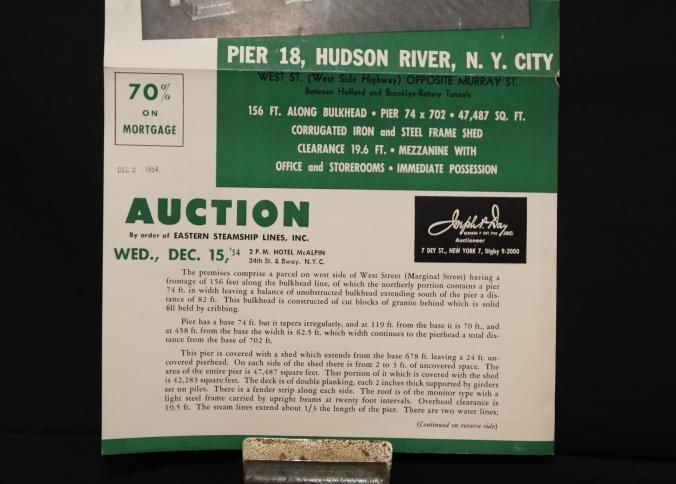 PIER 18, HUDSON RIVER, N. Y. CITY
WEST ST. (West Side Highway) OPPOSITE MURRAY ST.
Between Holland and Brooklyn-Battery Tunnels
70%
ON
MORTGAGE
156 FT. ALONG BULKHEAD • PIER 74 x 702 • 47,487 SQ. FT.
CORRUGATED IRON and STEEL FRAME SHED
CLEARANCE 19.6 FT. • MEZZANINE WITH
OFFICE and STOREROOMS • IMMEDIATE POSSESSION
DEC 2 1954
AUCTION
By order of EASTERN STEAMSHIP LINES, INC.
WED., DEC. 15, '54
2 P.M. HOTEL McALPIN
34th St. & Bway. N.Y.C.
Joseph P. Day
INC.
Auctioneer
7 DEY ST., NEW YORK 7, DIgby 9-2000
The premises comprise a parcel on west side of West Street (Marginal Street) having a
frontage of 156 feet along the bulkhead line, of which the northerly portion contains a pier
74 ft. in width leaving a balance of unobstructed bulkhead extending south of the pier a dis-
tance of 82 ft. This bulkhead is constructed of cut blocks of granite behind which is solid
fill held by cribbing.
Pier has a base 74 ft. but it tapers irregularly, and at 119 ft. from the base it is 70 ft., and
at 458 ft. from the base the width is 62.5 ft. which width continues to the pierhead a total dis-
tance from the base of 702 ft.
This pier is covered with a shed which extends from the base 678 ft. leaving a 24 ft. un-
covered pierhead. On each side of the shed there is from 2 to 3 ft. of uncovered space. The
area of the entire pier is 47,487 square feet. That portion of it which is covered with the shed
is 42,283 square feet. The deck is of double planking, each 2 inches thick supported by girders
set on piles. There is a fender strip along each side. The roof is of the monitor type with a
light steel frame carried by upright beams at twenty foot intervals. Overhead clearance is
19.5 ft. The steam lines extend about 1/3 the length of the pier. There are two water lines;
(Continued on reverse side)